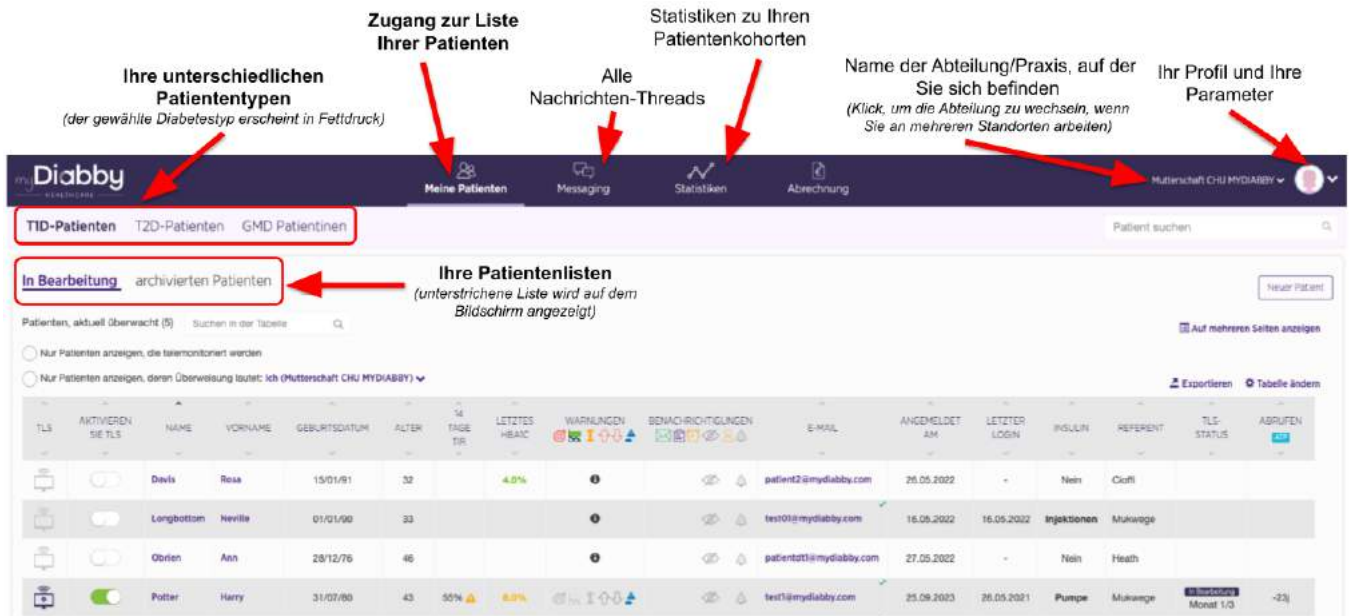 Zugang zur Liste
Ihrer Patienten
Statistiken zu Ihren
Patientenkohorten
Ihre unterschiedlichen
Patiententypen
(der gewählte Diabetestyp erscheint in Fettdruck)
Alle
Nachrichten-Threads
Name der Abteilung/Praxis, auf der
Sie sich befinden
(Klick, um die Abteilung zu wechseln, wenn
Sie an mehreren Standorten arbeiten)
Ihr Profil und Ihre
Parameter
myDiabby
HEALTHCARE
Meine Patienten
Messaging
Statistiken
Abrechnung
Mutterschaft CHU MYDIABBY
T1D-Patienten T2D-Patienten GMD Patientinen
Patient suchen
In Bearbeitung archivierten Patienten
Ihre Patientenlisten
(unterstrichene Liste wird auf dem
Bildschirm angezeigt)
Neuer Patient
Patienten, aktuell überwacht (5) Suchen in der Tabelle
Auf mehreren Seiten anzeigen
Nur Patienten anzeigen, die telemonitoriert werden
Nur Patienten anzeigen, deren Überweisung lautet: Ich (Mutterschaft CHU MYDIABBY)
Exportieren Tabelle ändern
TLS AKTIVIEREN SIE TLS NAME VORNAME GEBURTSDATUM ALTER 14 TAGE TIR LETZTES HBA1C WARNUNGEN BENACHRICHTIGUNGEN E-MAIL ANGEMELDET AM LETZTER LOGIN INSULIN REFERENT TLS-STATUS ABRUFEN
Davis Rosa 15/01/91 32 4.0% patient2@mydiabby.com 26.05.2022 - Nein Cioffi
Longbottom Neville 01/01/90 33 test01@mydiabby.com 16.05.2022 16.05.2022 Injektionen Mukwege
Obrien Ann 28/12/76 46 patientdt1@mydiabby.com 27.05.2022 - Nein Heath
Potter Harry 31/07/80 43 55% 8.0% test1@mydiabby.com 25.09.2023 26.05.2021 Pumpe Mukwege In Bearbeitung Monat 1/3 -23j